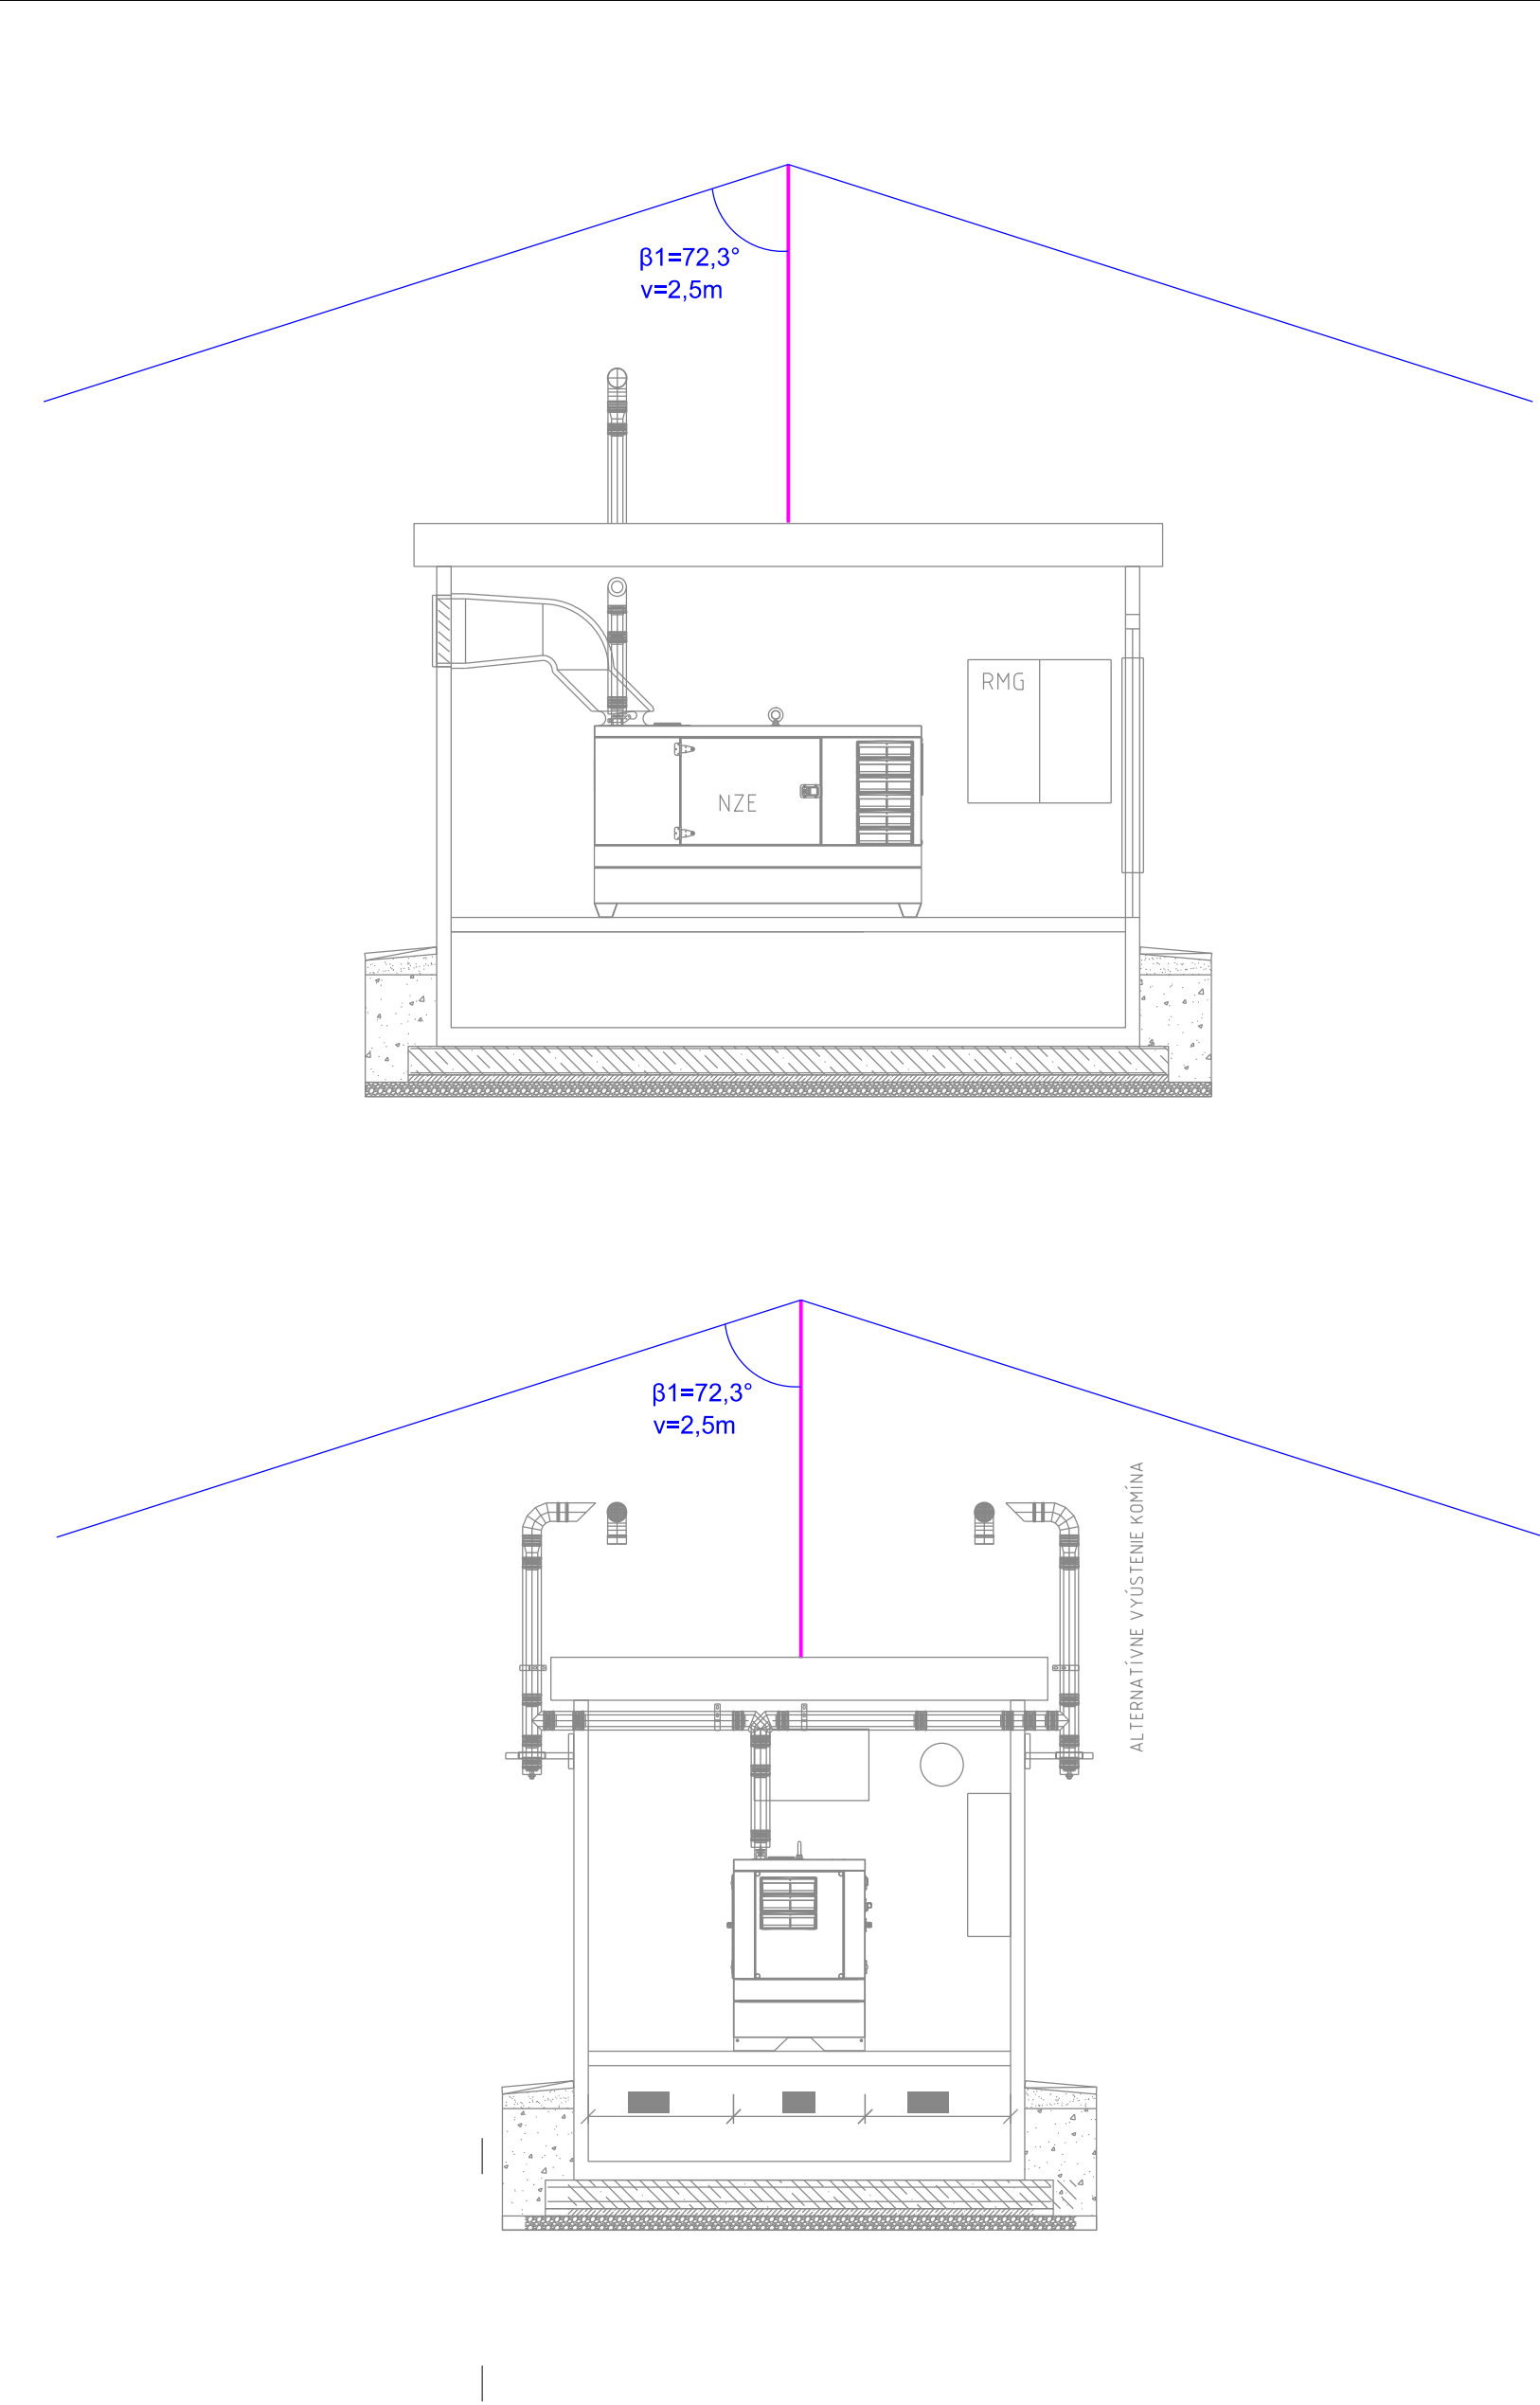 β1=72,3°
v=2,5m
RMG
NZE
β1=72,3°
v=2,5m
ALTERNATÍVNE VYÚSTENIE KOMÍNA